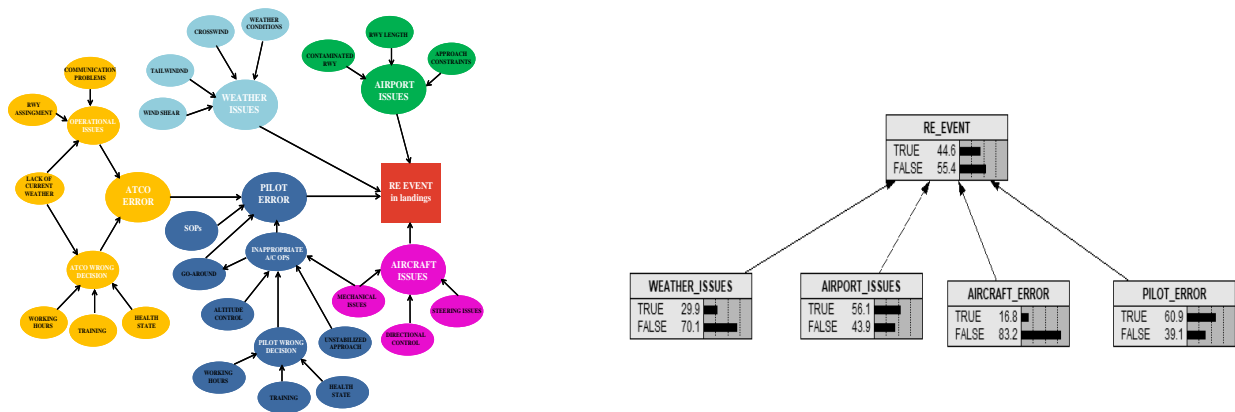 WEATHER
CONDITIONS
CROSSWIND
TAILWINDND
WIND SHEAR
WEATHER
ISSUES
RWY LENGTH
CONTAMINATED
RWY
APPROACH
CONSTRAINTS
AIRPORT
ISSUES
COMMUNICATION
PROBLEMS
RWY
ASSINGMENT
OPERATIONAL
ISSUES
LACK OF
CURRENT
WEATHER
ATCO
ERROR
ATCO WRONG
DECISION
WORKING
HOURS
TRAINING
HEALTH
STATE
PILOT
ERROR
SOPs
GO-AROUND
INAPPROPRIATE
A/C OPS
ALTITUDE
CONTROL
PILOT WRONG
DECISION
UNSTABILIZED
APPROACH
WORKING
HOURS
TRAINING
HEALTH
STATE
RE EVENT
in landings
AIRCRAFT
ISSUES
MECHANICAL
ISSUES
STEERING ISSUES
DIRECTIONAL
CONTROL
RE_EVENT
TRUE 44.6
FALSE 55.4
WEATHER_ISSUES
TRUE 29.9
FALSE 70.1
AIRPORT_ISSUES
TRUE 56.1
FALSE 43.9
AIRCRAFT_ERROR
TRUE 16.8
FALSE 83.2
PILOT_ERROR
TRUE 60.9
FALSE 39.1